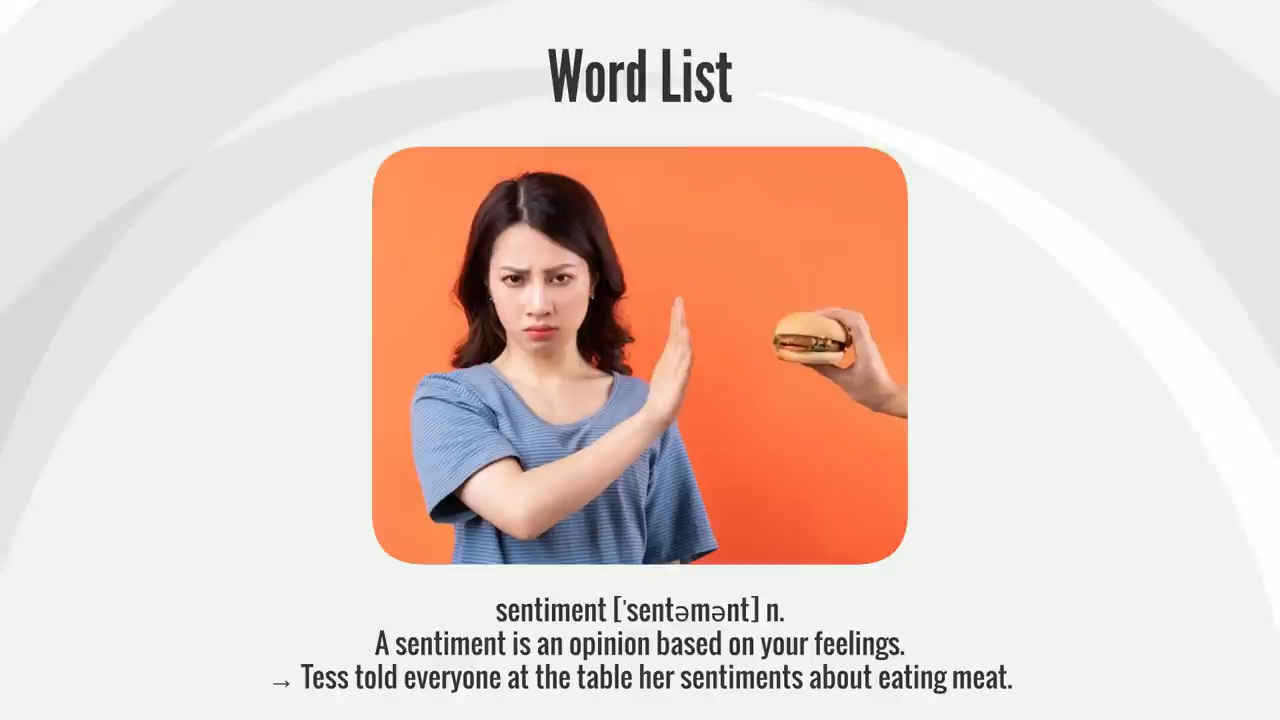 Word List
sentiment [ˈsentəmənt] n.
A sentiment is an opinion based on your feelings.
→ Tess told everyone at the table her sentiments about eating meat.